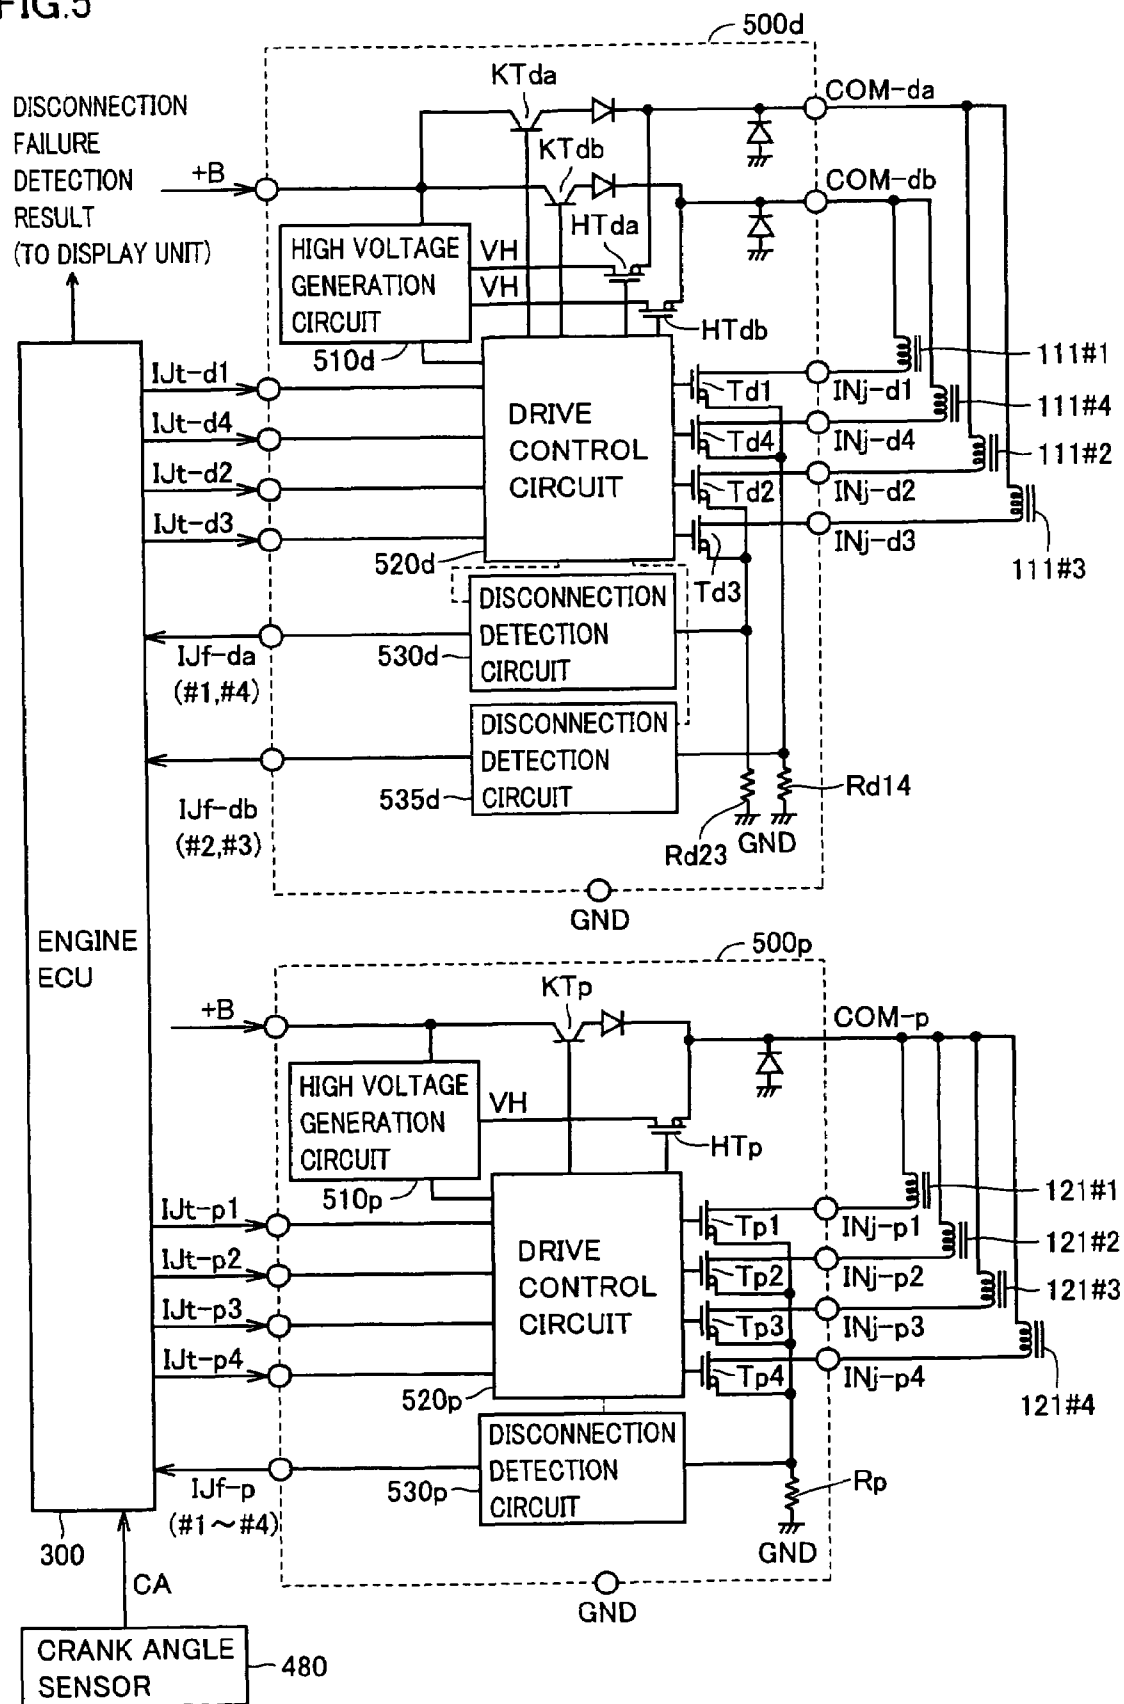 FIG.5
500d
KTda
COM-da
DISCONNECTION
FAILURE
DETECTION
RESULT
(TO DISPLAY UNIT)
+B
KTdb
COM-db
HTda
HIGH VOLTAGE
GENERATION
CIRCUIT
VH
VH
HTdb
510d
111#1
IJt-d1
Td1
INj-d1
111#4
DRIVE
CONTROL
CIRCUIT
IJt-d4
Td4
INj-d4
111#2
IJt-d2
Td2
INj-d2
IJt-d3
INj-d3
520d
Td3
111#3
DISCONNECTION
DETECTION
CIRCUIT
530d
IJf-da
(#1,#4)
DISCONNECTION
DETECTION
CIRCUIT
535d
Rd14
IJf-db
(#2,#3)
Rd23
GND
GND
ENGINE
ECU
500p
KTp
+B
COM-p
HIGH VOLTAGE
GENERATION
CIRCUIT
VH
HTp
510p
121#1
IJt-p1
Tp1
INj-p1
121#2
DRIVE
CONTROL
CIRCUIT
IJt-p2
Tp2
INj-p2
121#3
IJt-p3
Tp3
INj-p3
IJt-p4
Tp4
INj-p4
520p
121#4
DISCONNECTION
DETECTION
CIRCUIT
530p
IJf-p
(#1~#4)
Rp
GND
300
CA
GND
CRANK ANGLE
SENSOR
480